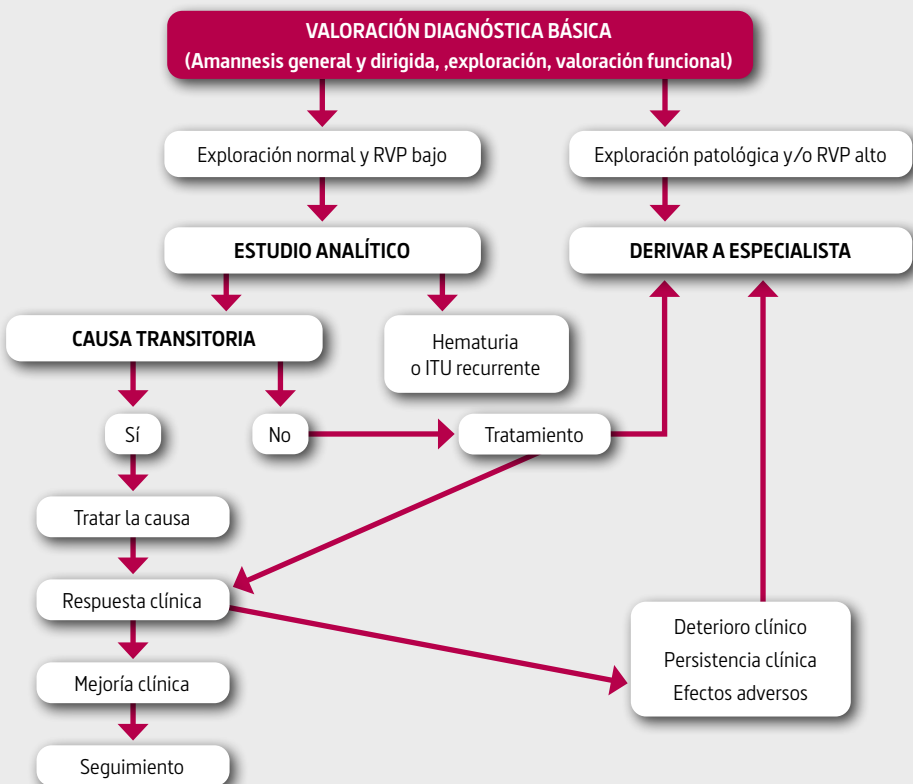 VALORACIÓN DIAGNÓSTICA BÁSICA
(Amannesis general y dirigida, ,exploración, valoración funcional)
Exploración normal y RVP bajo
Exploración patológica y/o RVP alto
ESTUDIO ANALÍTICO
DERIVAR A ESPECIALISTA
CAUSA TRANSITORIA
Hematuria
o ITU recurrente
Sí
No
Tratamiento
Tratar la causa
Respuesta clínica
Mejoría clínica
Seguimiento
Deterioro clínico
Persistencia clínica
Efectos adversos